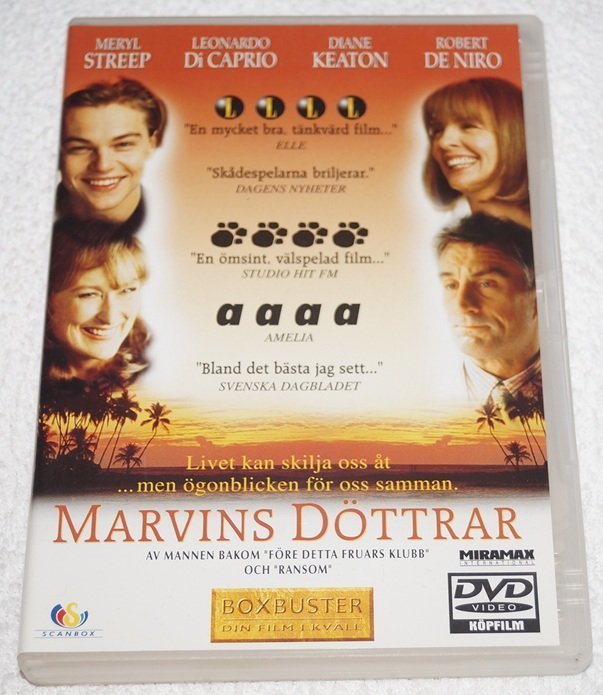 MERYL STREEP
LEONARDO Di CAPRIO
DIANE KEATON
ROBERT DE NIRO
L L L L
"En mycket bra, tänkvärd film..."
ELLE
"Skådespelarna briljerar."
DAGENS NYHETER
"En ömsint, välspelad film..."
STUDIO HIT FM
a a a a
AMELIA
"Bland det bästa jag sett..."
SVENSKA DAGBLADET
Livet kan skilja oss åt
...men ögonblicken för oss samman.
MARVINS DÖTTRAR
AV MANNEN BAKOM "FÖRE DETTA FRUARS KLUBB"
OCH "RANSOM"
MIRAMAX
INTERNATIONAL
S
SCANBOX
BOXBUSTER
DIN FILM I KVÄLL
DVD
VIDEO
KÖPFILM